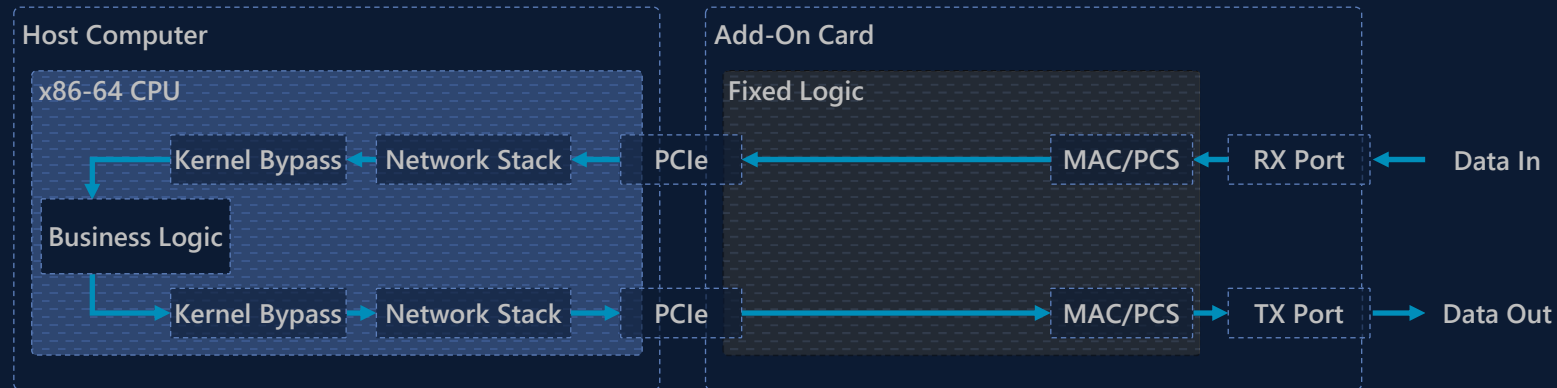 Host Computer
Add-On Card
x86-64 CPU
Fixed Logic
Kernel Bypass
Network Stack
PCIe
MAC/PCS
RX Port
Data In
Business Logic
Kernel Bypass
Network Stack
PCIe
MAC/PCS
TX Port
Data Out